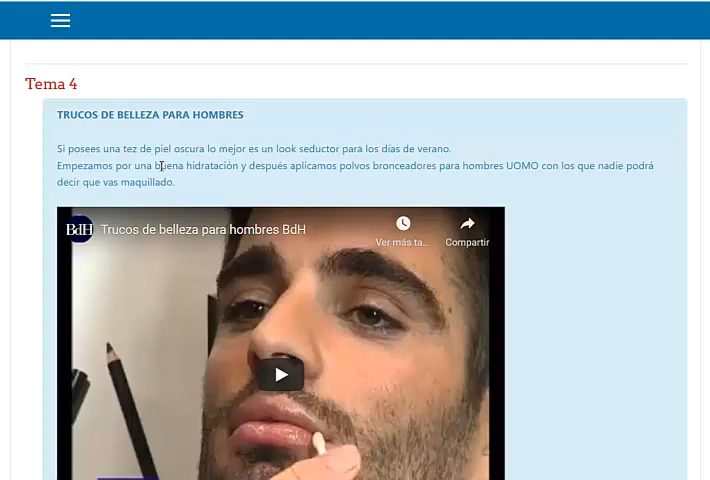 Tema 4
TRUCOS DE BELLEZA PARA HOMBRES
Si posees una tez de piel oscura lo mejor es un look seductor para los días de verano.
Empezamos por una buena hidratación y después aplicamos polvos bronceadores para hombres UOMO con los que nadie podrá
decir que vas maquillado.
BdH Trucos de belleza para hombres BdH
Ver más ta...
Compartir